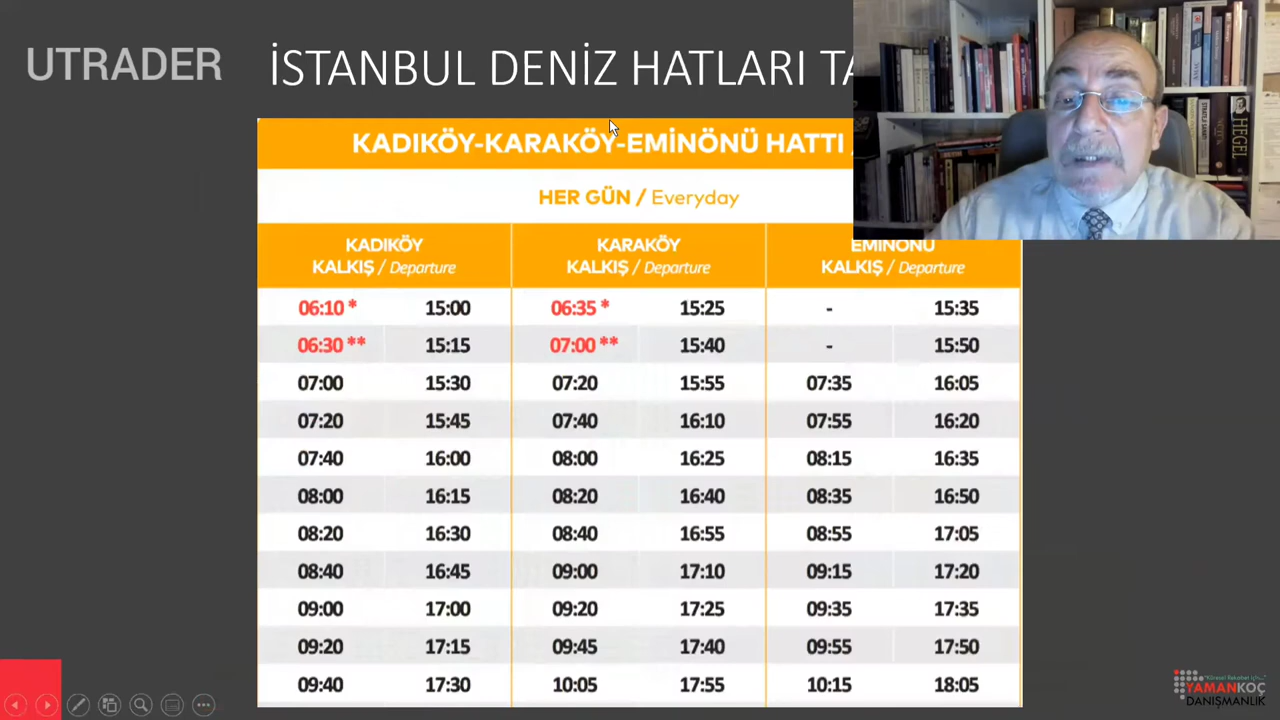 UTRADER
İSTANBUL DENİZ HATLARI
KADIKÖY-KARAKÖY-EMİNÖNÜ HATTI
HER GÜN / Everyday
KADIKÖY KARAKÖY EMİNÖNÜ
KALKIŞ / Departure KALKIŞ / Departure KALKIŞ / Departure
06:10 * 15:00 06:35 * 15:25 - 15:35
06:30 ** 15:15 07:00 ** 15:40 - 15:50
07:00 15:30 07:20 15:55 07:35 16:05
07:20 15:45 07:40 16:10 07:55 16:20
07:40 16:00 08:00 16:25 08:15 16:35
08:00 16:15 08:20 16:40 08:35 16:50
08:20 16:30 08:40 16:55 08:55 17:05
08:40 16:45 09:00 17:10 09:15 17:20
09:00 17:00 09:20 17:25 09:35 17:35
09:20 17:15 09:45 17:40 09:55 17:50
09:40 17:30 10:05 17:55 10:15 18:05
HEGEL
"Küresel Rekabet için..."
YAMANKOÇ
DANIŞMANLIK